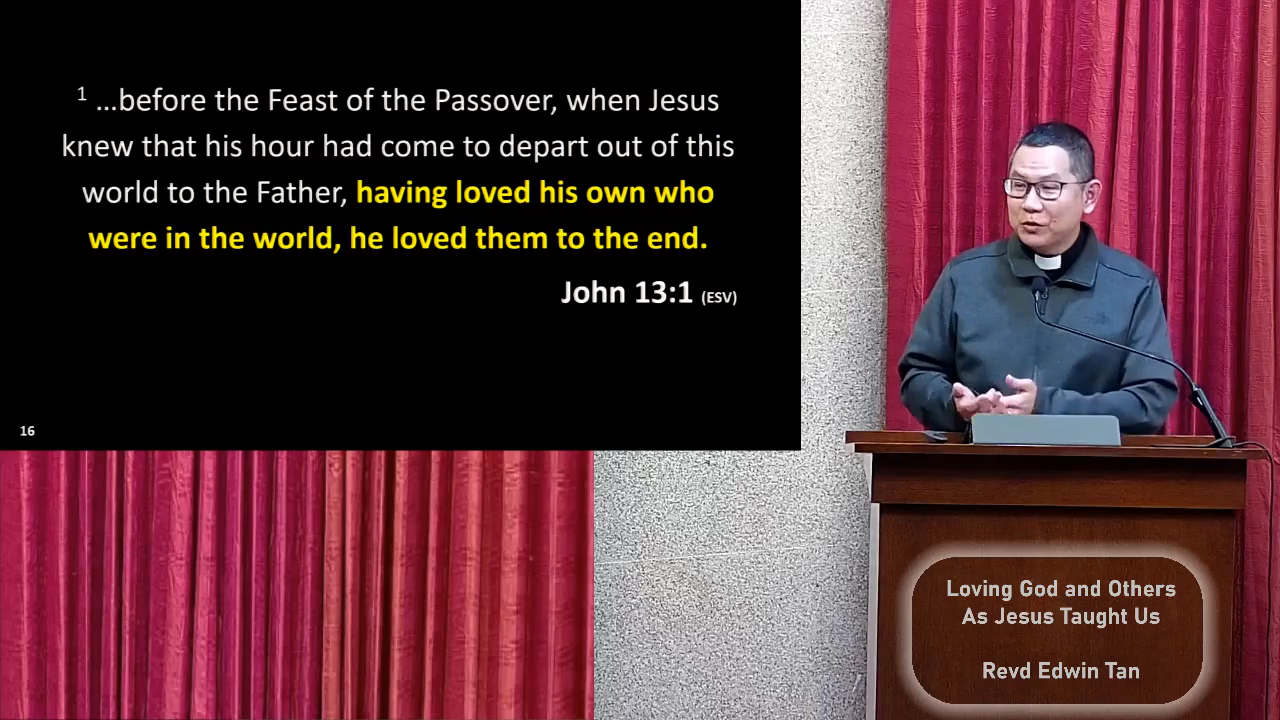 1 ...before the Feast of the Passover, when Jesus
knew that his hour had come to depart out of this
world to the Father, having loved his own who
were in the world, he loved them to the end.
John 13:1 (ESV)
16
Loving God and Others
As Jesus Taught Us
Revd Edwin Tan